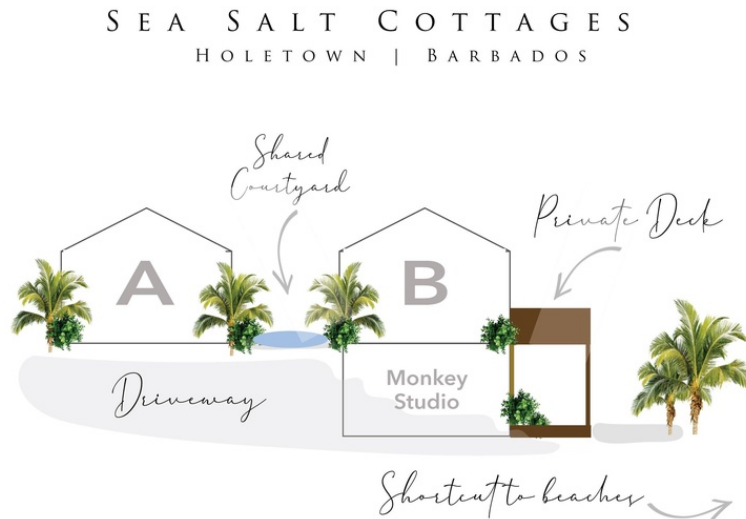 SEA SALT COTTAGES
HOLETOWN | BARBADOS
Shared
Courtyard
Private Deck
A
B
Monkey
Studio
Driveway
Shortcut to beaches